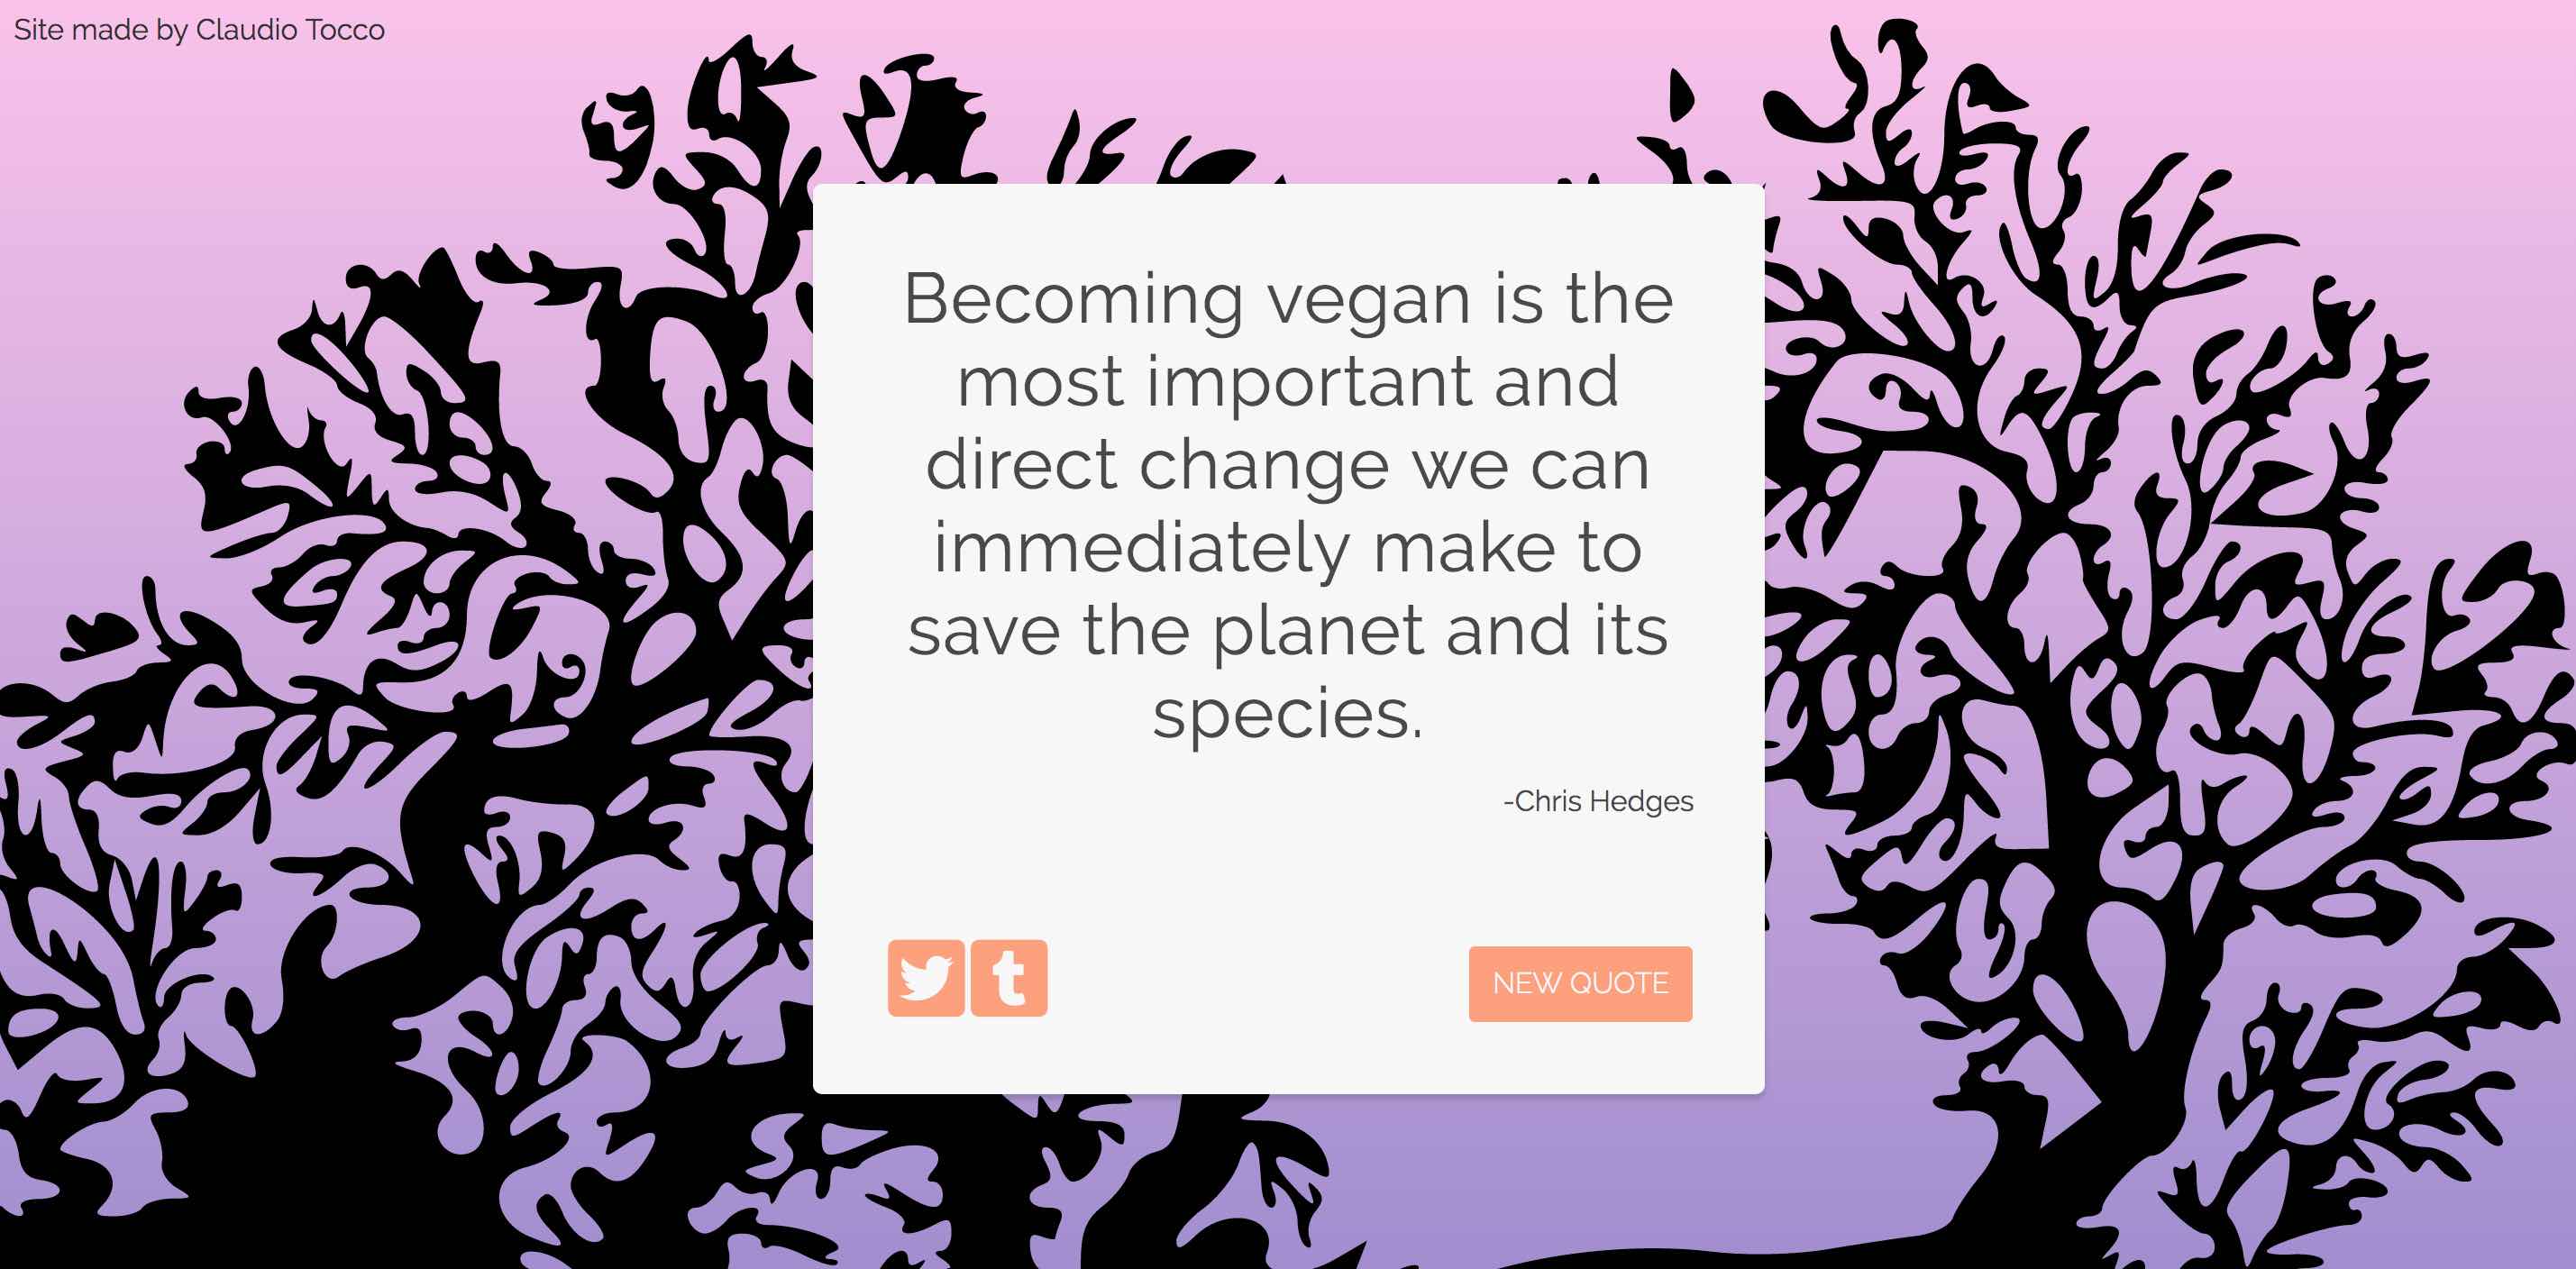 Site made by Claudio Tocco
Becoming vegan is the
most important and
direct change we can
immediately make to
save the planet and its
species.
-Chris Hedges
NEW QUOTE